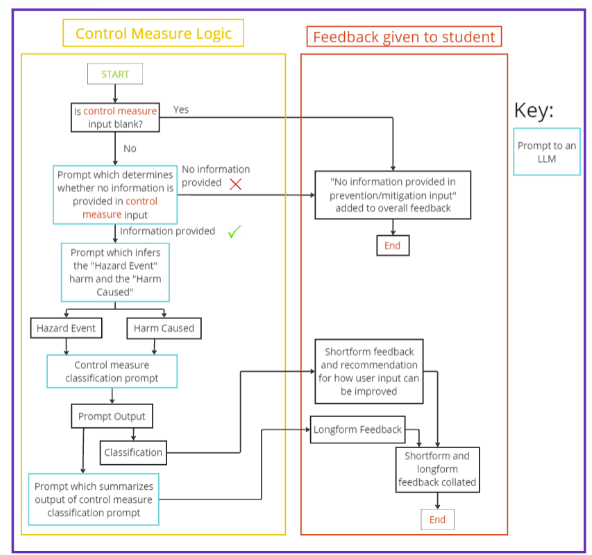 Control Measure Logic
Feedback given to student
START
Is control measure
input blank?
Yes
No
Key:
Prompt to an
LLM
Prompt which determines
whether no information is
provided in control
measure input
No information
provided
"No information provided in
prevention/mitigation input"
added to overall feedback
End
Information provided
Prompt which infers
the "Hazard Event"
harm and the "Harm
Caused"
Hazard Event
Harm Caused
Control measure
classification prompt
Shortform feedback
and recommendation
for how user input can
be improved
Prompt Output
Longform Feedback
Classification
Shortform and
longform
feedback collated
Prompt which summarizes
output of control measure
classification prompt
End